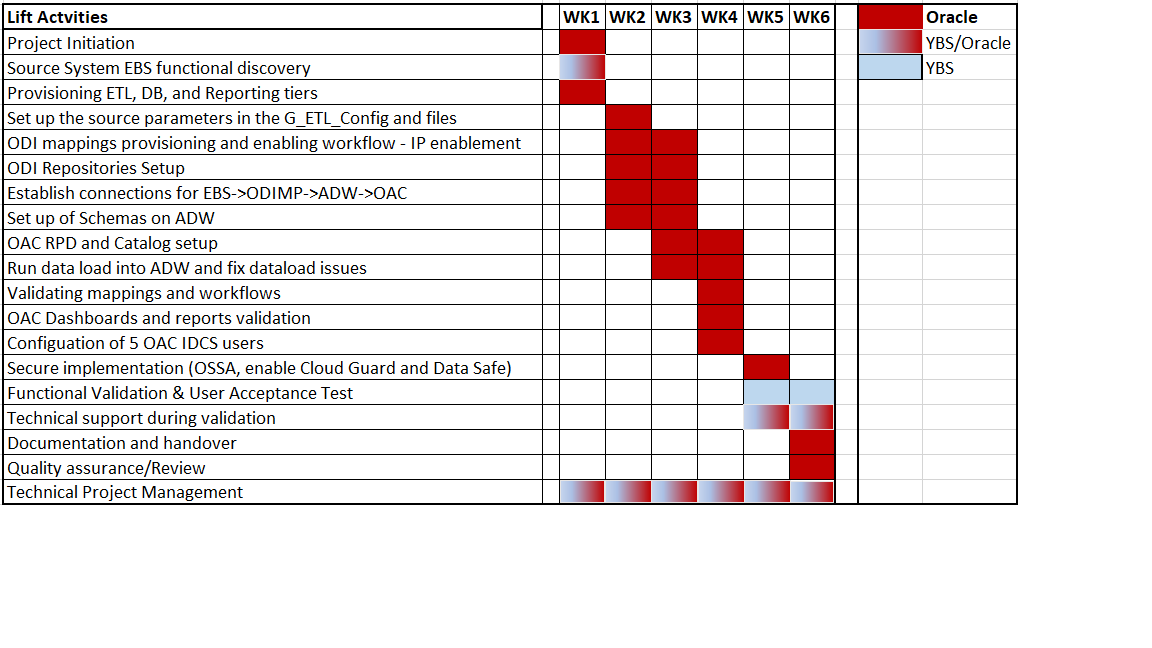 Lift Actvities WK1 WK2 WK3 WK4 WK5 WK6 Oracle
Project Initiation YBS/Oracle
Source System EBS functional discovery YBS
Provisioning ETL, DB, and Reporting tiers
Set up the source parameters in the G_ETL_Config and files
ODI mappings provisioning and enabling workflow - IP enablement
ODI Repositories Setup
Establish connections for EBS->ODIMP->ADW->OAC
Set up of Schemas on ADW
OAC RPD and Catalog setup
Run data load into ADW and fix dataload issues
Validating mappings and workflows
OAC Dashboards and reports validation
Configuation of 5 OAC IDCS users
Secure implementation (OSSA, enable Cloud Guard and Data Safe)
Functional Validation & User Acceptance Test
Technical support during validation
Documentation and handover
Quality assurance/Review
Technical Project Management